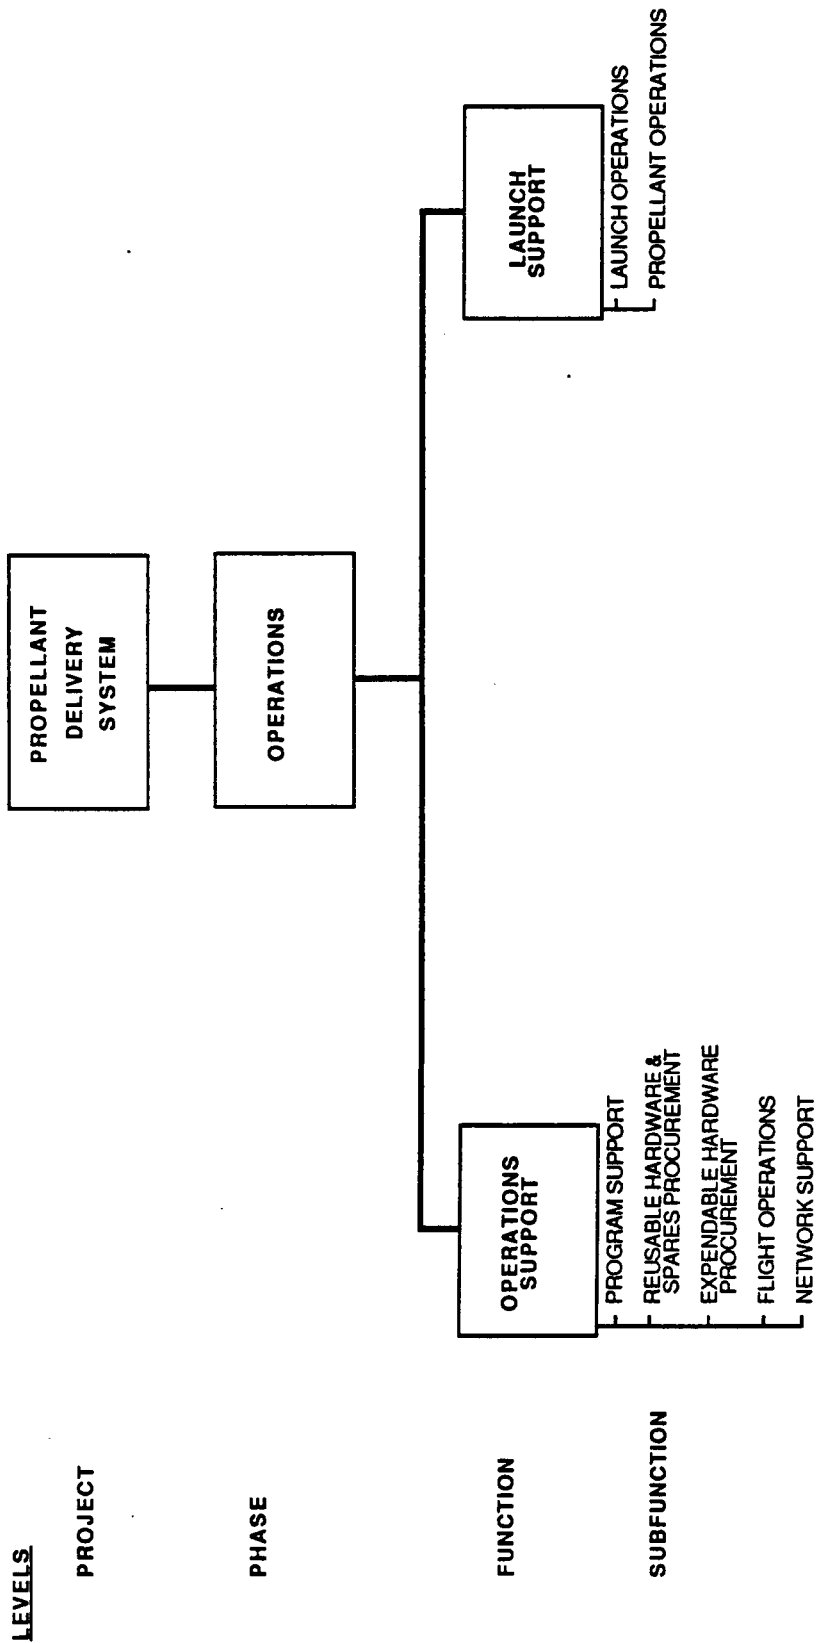 LEVELS
PROJECT
PROPELLANT
DELIVERY
SYSTEM
PHASE
OPERATIONS
FUNCTION
OPERATIONS
SUPPORT
LAUNCH
SUPPORT
SUBFUNCTION
PROGRAM SUPPORT
REUSABLE HARDWARE &
SPARES PROCUREMENT
EXPENDABLE HARDWARE
PROCUREMENT
FLIGHT OPERATIONS
NETWORK SUPPORT
LAUNCH OPERATIONS
PROPELLANT OPERATIONS